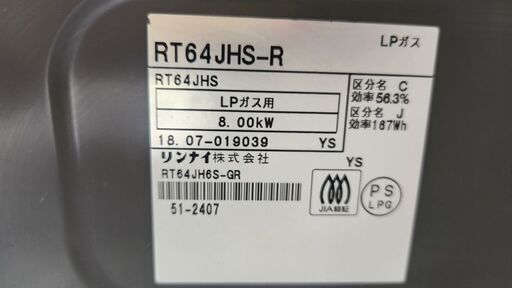 LPガス
RT64JHS-R
RT64JHS
LPガス用
8.00kW
18.07-019039 YS
リンナイ株式会社
RT64JH6S-GR
51-2407
区分名 C
効率56.3%
区分名 J
効率167Wh
YS
JIA認証
PS
LPG